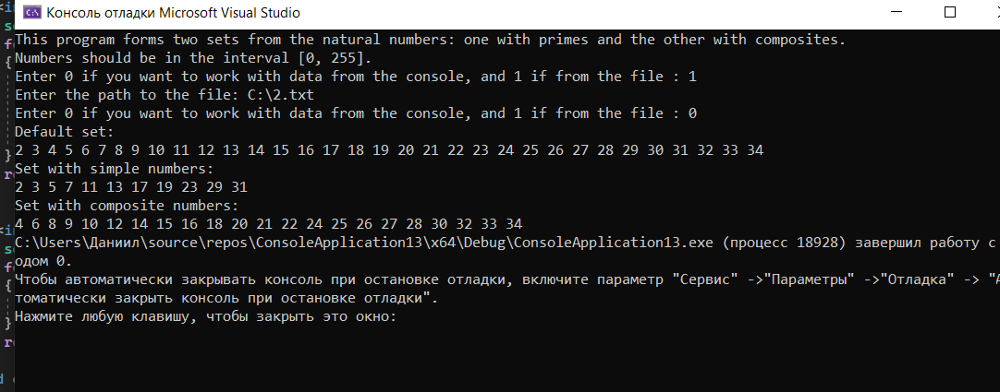 Консоль отладки Microsoft Visual Studio
This program forms two sets from the natural numbers: one with primes and the other with composites.
Numbers should be in the interval [0, 255].
Enter 0 if you want to work with data from the console, and 1 if from the file : 1
Enter the path to the file: C:\2.txt
Enter 0 if you want to work with data from the console, and 1 if from the file : 0
Default set:
2 3 4 5 6 7 8 9 10 11 12 13 14 15 16 17 18 19 20 21 22 23 24 25 26 27 28 29 30 31 32 33 34
Set with simple numbers:
2 3 5 7 11 13 17 19 23 29 31
Set with composite numbers:
4 6 8 9 10 12 14 15 16 18 20 21 22 24 25 26 27 28 30 32 33 34
C:\Users\Даниил\source\repos\ConsoleApplication13\x64\Debug\ConsoleApplication13.exe (процесс 18928) завершил работу с
одом 0.
Чтобы автоматически закрывать консоль при остановке отладки, включите параметр "Сервис" ->"Параметры" ->"Отладка" -> "А
томатически закрыть консоль при остановке отладки".
Нажмите любую клавишу, чтобы закрыть это окно: